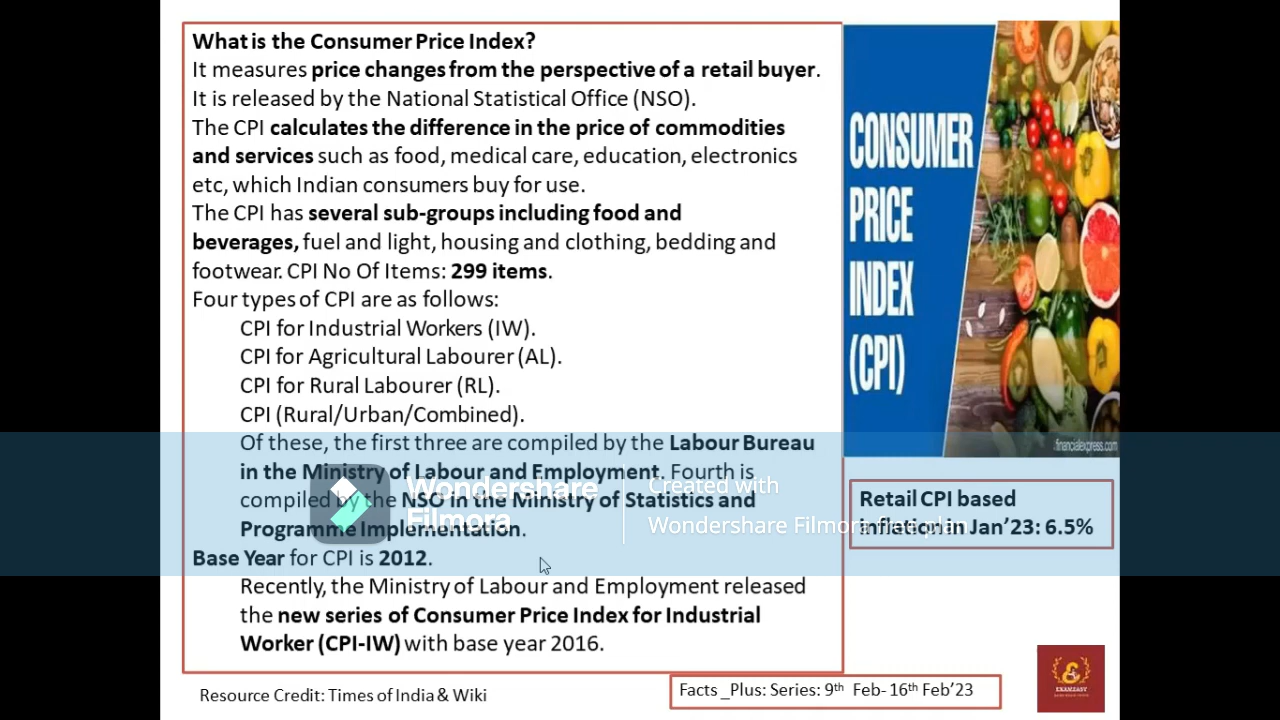 What is the Consumer Price Index?
It measures price changes from the perspective of a retail buyer.
It is released by the National Statistical Office (NSO).
The CPI calculates the difference in the price of commodities
and services such as food, medical care, education, electronics
etc, which Indian consumers buy for use.
The CPI has several sub-groups including food and
beverages, fuel and light, housing and clothing, bedding and
footwear. CPI No Of Items: 299 items.
Four types of CPI are as follows:
CPI for Industrial Workers (IW).
CPI for Agricultural Labourer (AL).
CPI for Rural Labourer (RL).
CPI (Rural/Urban/Combined).
Of these, the first three are compiled by the Labour Bureau
in the Ministry of Labour and Employment. Fourth is
compiled by the NSO in the Ministry of Statistics and
Programme Implementation.
Base Year for CPI is 2012.
Recently, the Ministry of Labour and Employment released
the new series of Consumer Price Index for Industrial
Worker (CPI-IW) with base year 2016.
CONSUMER
PRICE
INDEX
(CPI)
financialexpress.com
Wondershare
Filmora
Created with
Wondershare Filmora Free plan
Retail CPI based
inflation in Jan’23: 6.5%
Resource Credit: Times of India & Wiki
Facts _Plus: Series: 9th Feb- 16th Feb’23
EXAMEASY